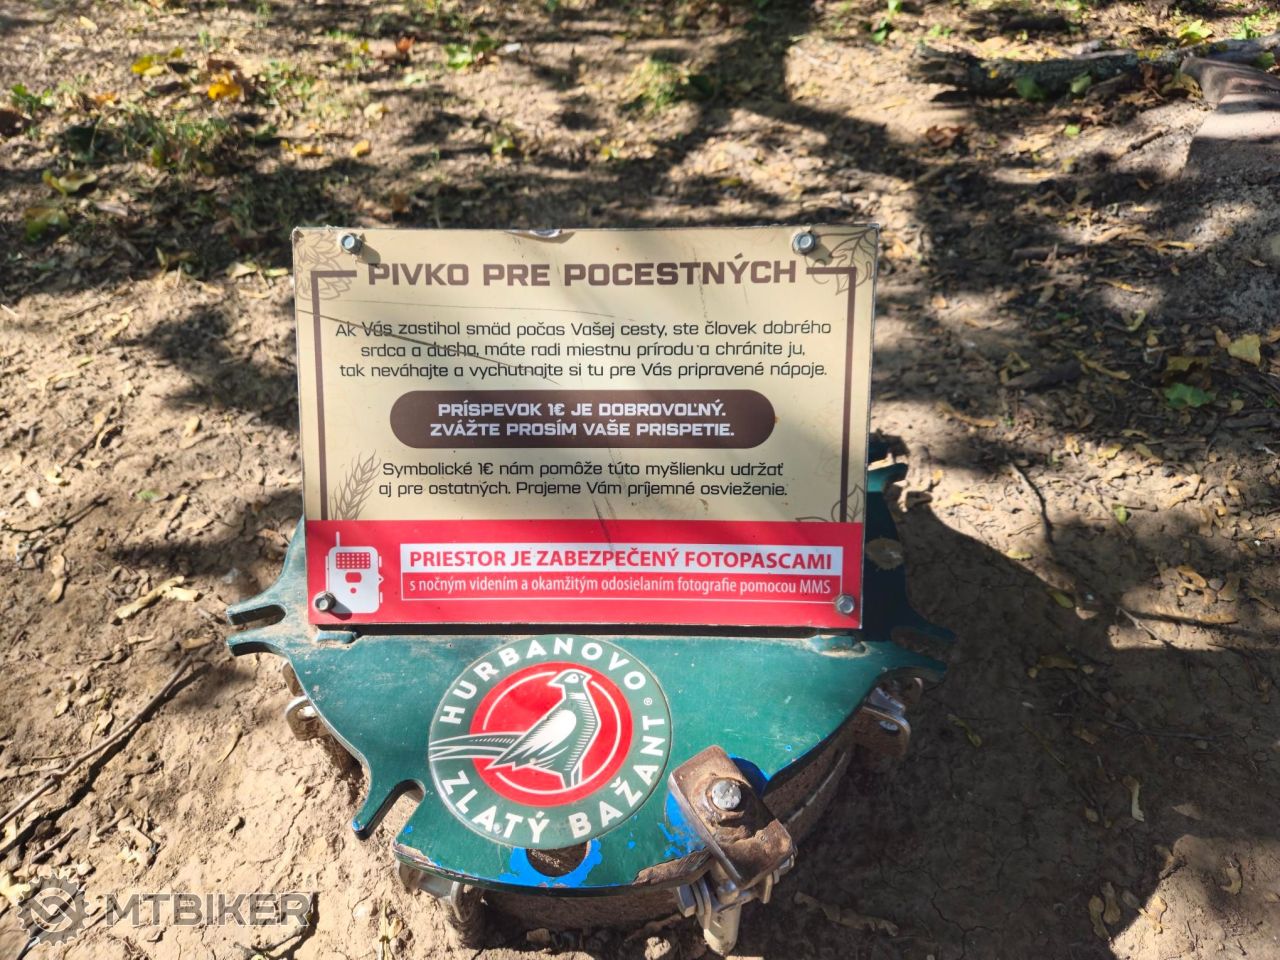 PIVKO PRE POCESTNÝCH
Ak Vás zastihol smäd počas Vašej cesty, ste človek dobrého
srdca a ducha, máte radi miestnu prírodu a chránite ju,
tak neváhajte a vychutnajte si tu pre Vás pripravené nápoje.
PRÍSPEVOK 1€ JE DOBROVOĽNÝ.
ZVÁŽTE PROSÍM VAŠE PRISPETIE.
Symbolické 1€ nám pomôže túto myšlienku udržať
aj pre ostatných. Prajeme Vám príjemné osvieženie.
PRIESTOR JE ZABEZPEČENÝ FOTOPASCAMI
s nočným videním a okamžitým odosielaním fotografie pomocou MMS
HURBANOVO
ZLATÝ BAŽANT®
MTBIKER